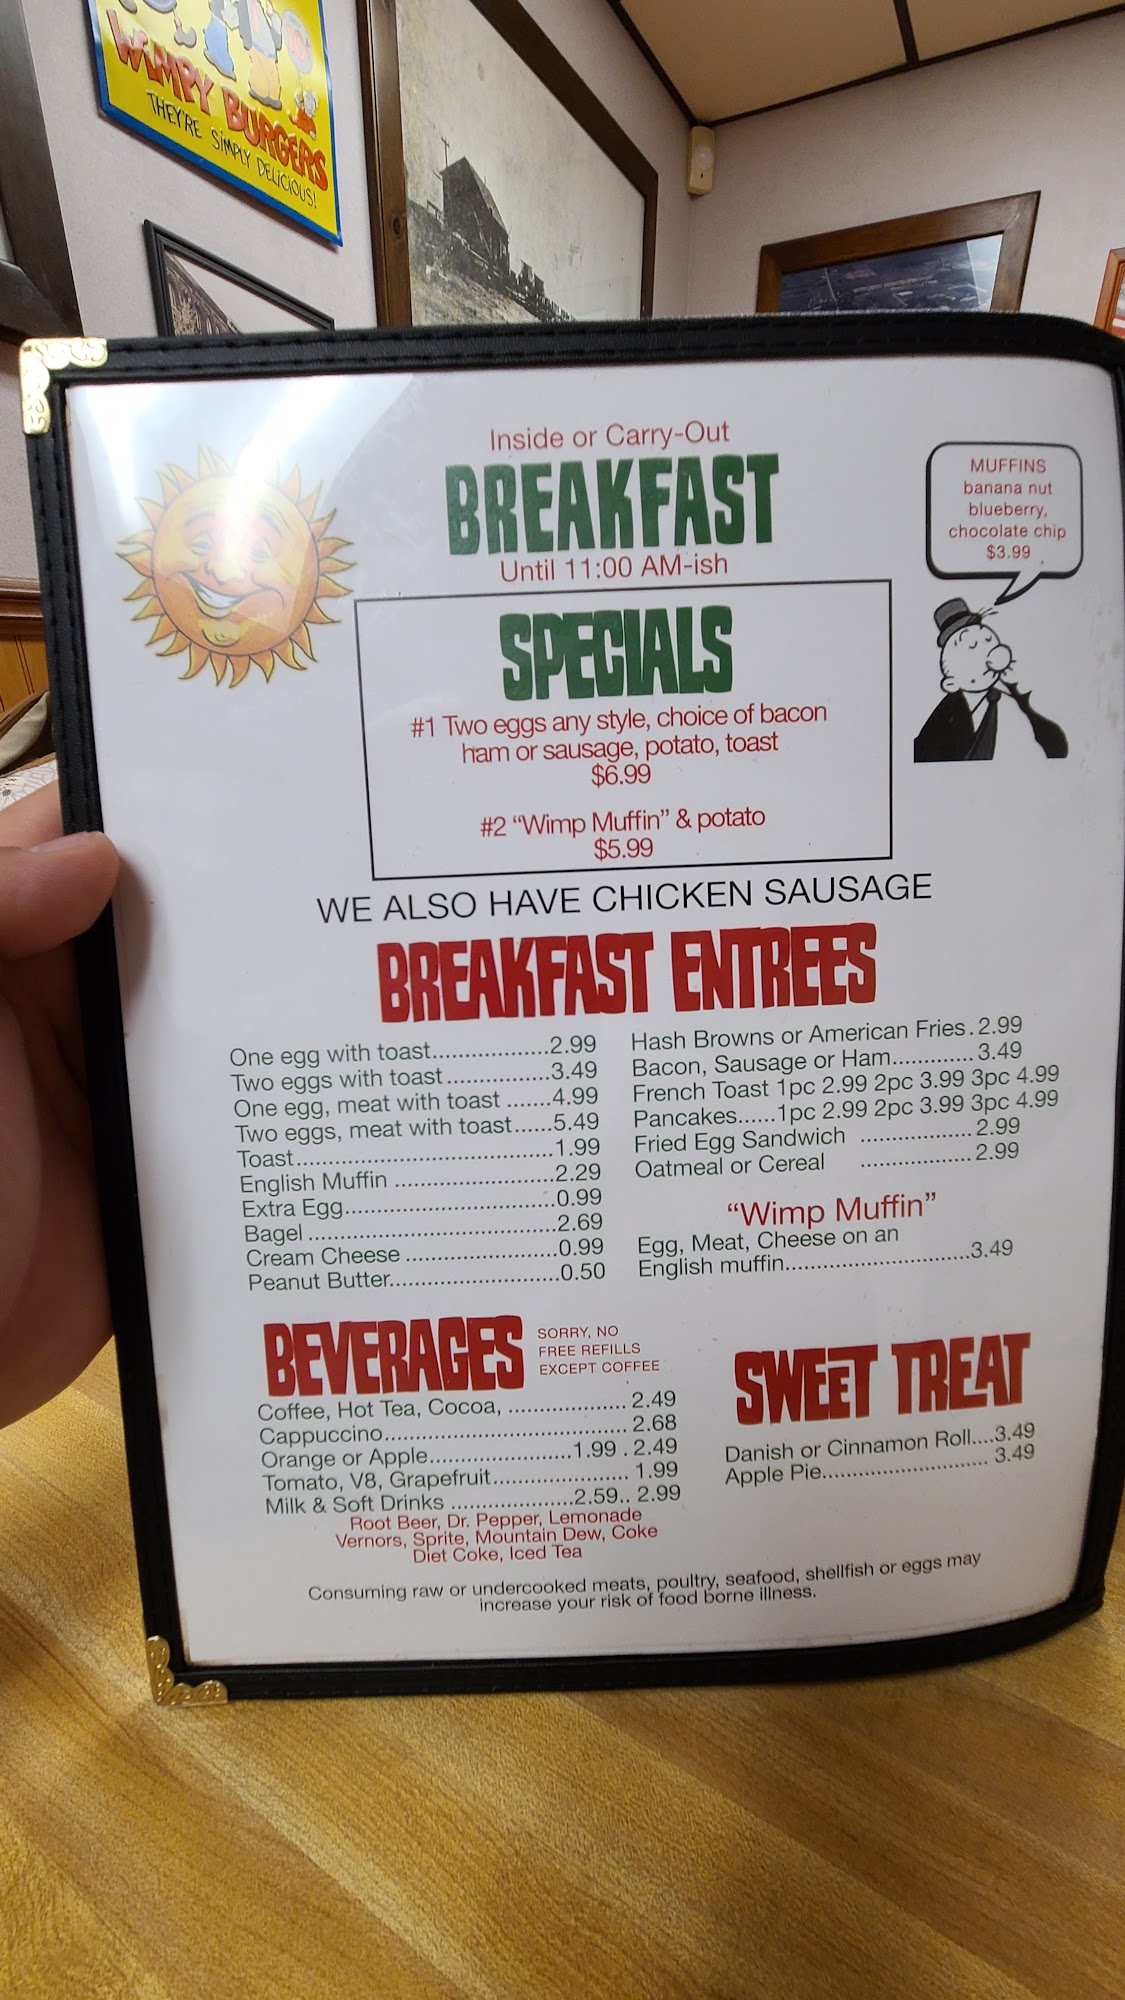 WIMPY BURGERS
THEY'RE SIMPLY DELICIOUS!
Inside or Carry-Out
BREAKFAST
Until 11:00 AM-ish
MUFFINS
banana nut
blueberry,
chocolate chip
$3.99
SPECIALS
#1 Two eggs any style, choice of bacon
ham or sausage, potato, toast
$6.99
#2 “Wimp Muffin” & potato
$5.99
WE ALSO HAVE CHICKEN SAUSAGE
BREAKFAST ENTREES
One egg with toast..................2.99
Two eggs with toast................3.49
One egg, meat with toast .......4.99
Two eggs, meat with toast......5.49
Toast........................................1.99
English Muffin .........................2.29
Extra Egg.................................0.99
Bagel .......................................2.69
Cream Cheese ........................0.99
Peanut Butter...........................0.50
Hash Browns or American Fries.2.99
Bacon, Sausage or Ham.............3.49
French Toast 1pc 2.99 2pc 3.99 3pc 4.99
Pancakes......1pc 2.99 2pc 3.99 3pc 4.99
Fried Egg Sandwich ..................2.99
Oatmeal or Cereal ..................2.99
“Wimp Muffin”
Egg, Meat, Cheese on an
English muffin.............................3.49
BEVERAGES
SORRY, NO
FREE REFILLS
EXCEPT COFFEE
Coffee, Hot Tea, Cocoa, ................... 2.49
Cappuccino....................................... 2.68
Orange or Apple.......................1.99 . 2.49
Tomato, V8, Grapefruit...................... 1.99
Milk & Soft Drinks ....................2.59.. 2.99
Root Beer, Dr. Pepper, Lemonade
Vernors, Sprite, Mountain Dew, Coke
Diet Coke, Iced Tea
SWEET TREAT
Danish or Cinnamon Roll....3.49
Apple Pie........................... 3.49
Consuming raw or undercooked meats, poultry, seafood, shellfish or eggs may
increase your risk of food borne illness.